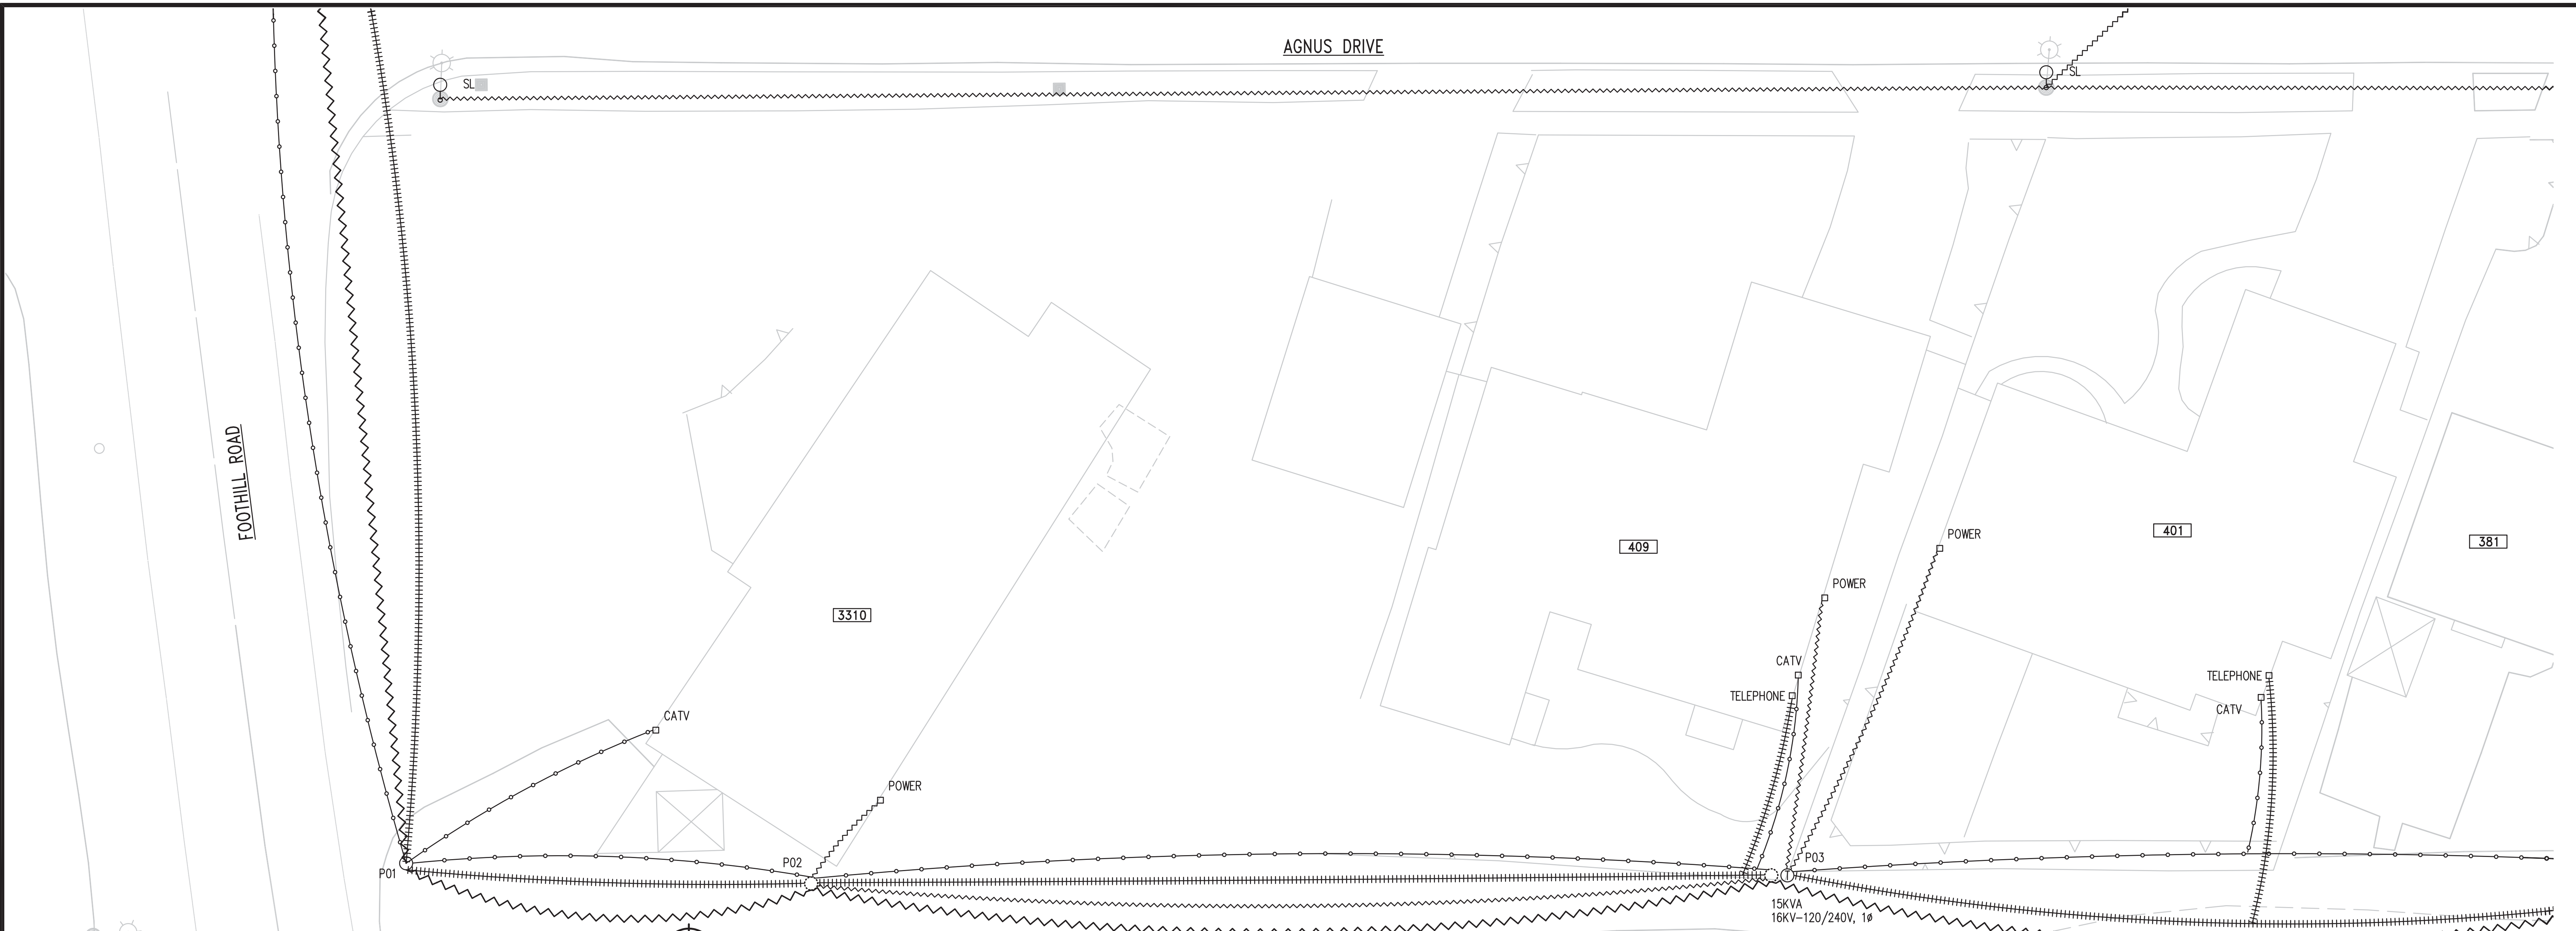 AGNUS DRIVE
SL
SL
FOOTHILL ROAD
409
401
381
POWER
POWER
3310
CATV
TELEPHONE
TELEPHONE
CATV
CATV
POWER
P01
P02
P03
15KVA
16KV-120/240V, 1ø